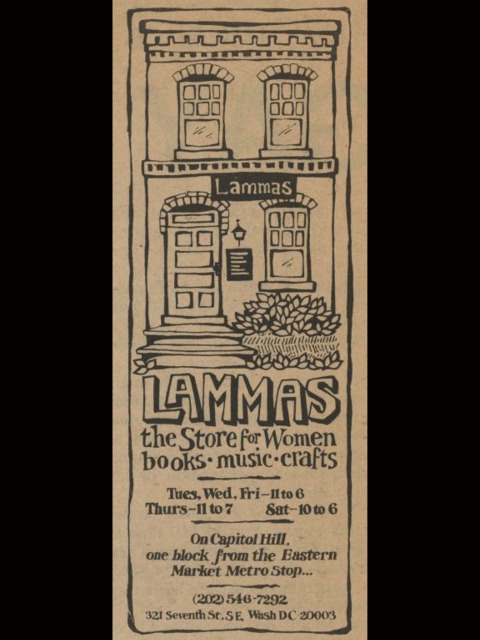 Lammas
LAMMAS
the Store for Women
books • music • crafts
Tues, Wed, Fri–11 to 6
Thurs–11 to 7 Sat–10 to 6
On Capitol Hill,
one block from the Eastern
Market Metro Stop...
(202) 546-7292
321 Seventh St, S.E, Wash DC 20003